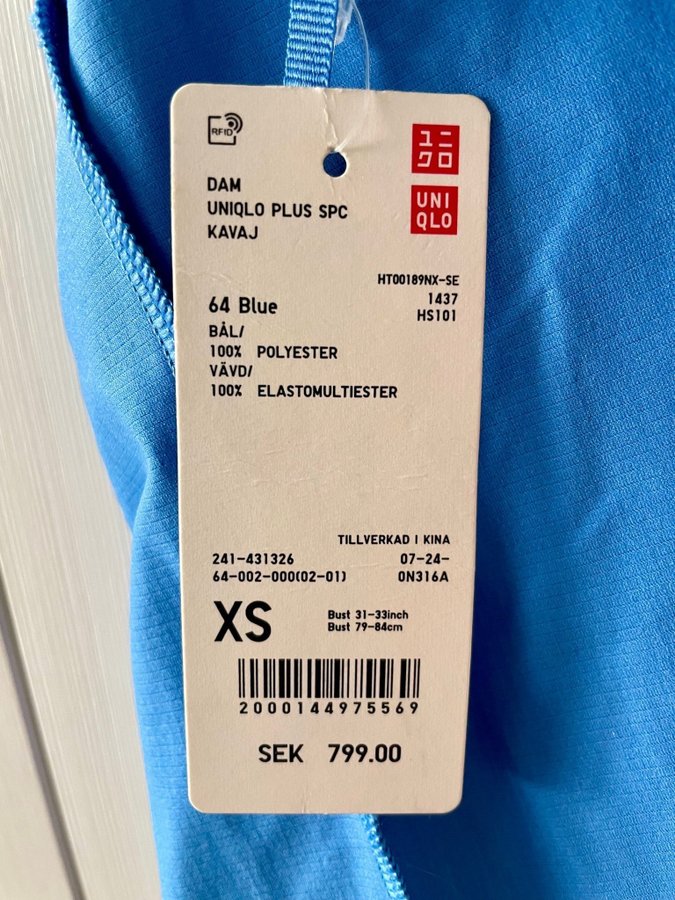 RFID
ユニ
クロ
UNI
QLO
DAM
UNIQLO PLUS SPC
KAVAJ
HT00189NX-SE
64 Blue 1437
HS101
BÅL/
100% POLYESTER
VÄVD/
100% ELASTOMULTIESTER
TILLVERKAD I KINA
241-431326 07-24-
64-002-000(02-01) 0N316A
XS Bust 31-33inch
Bust 79-84cm
2000144975569
SEK 799.00